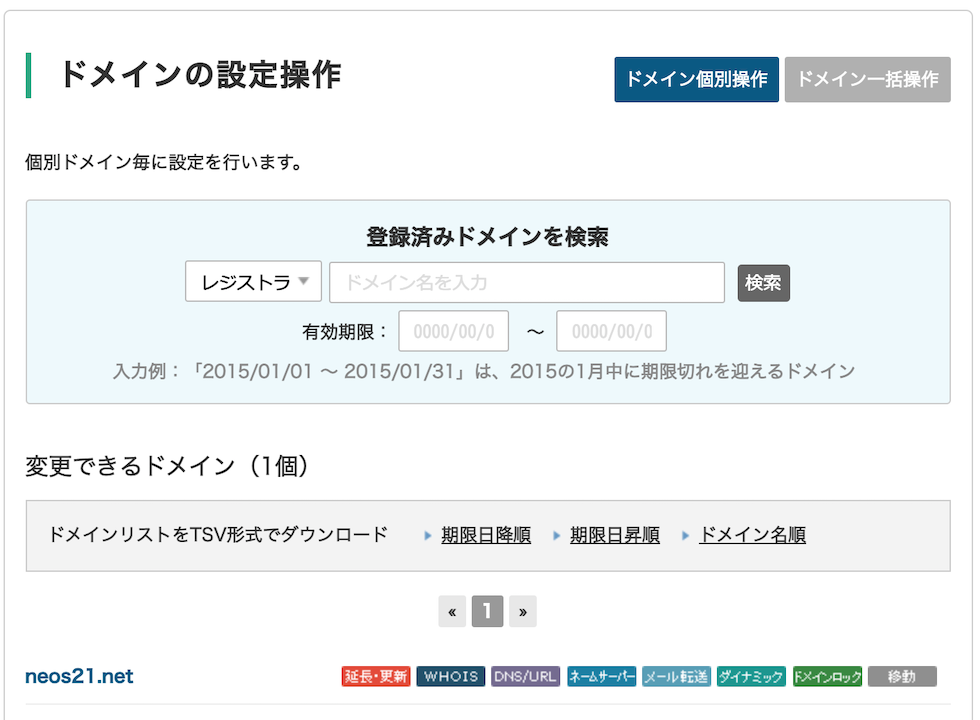 ドメインの設定操作
ドメイン個別操作 ドメイン一括操作
個別ドメイン毎に設定を行います。
登録済みドメインを検索
レジストラ ドメイン名を入力 検索
有効期限： 0000/00/0 〜 0000/00/0
入力例：「2015/01/01 〜 2015/01/31」は、2015の1月中に期限切れを迎えるドメイン
変更できるドメイン（1個）
ドメインリストをTSV形式でダウンロード 期限日降順 期限日昇順 ドメイン名順
« 1 »
neos21.net 延長・更新 WHOIS DNS/URL ネームサーバー メール転送 ダイナミック ドメインロック 移動